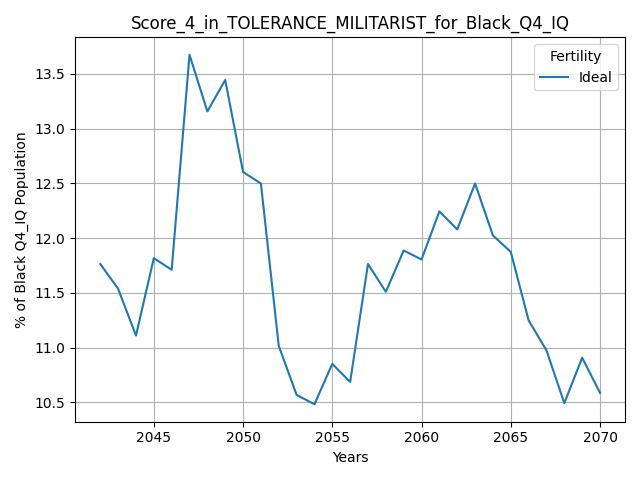 Score_4_in_TOLERANCE_MILITARIST_for_Black_Q4_IQ
Fertility
Ideal
13.5
13.0
12.5
12.0
11.5
11.0
10.5
% of Black Q4_IQ Population
2045 2050 2055 2060 2065 2070
Years